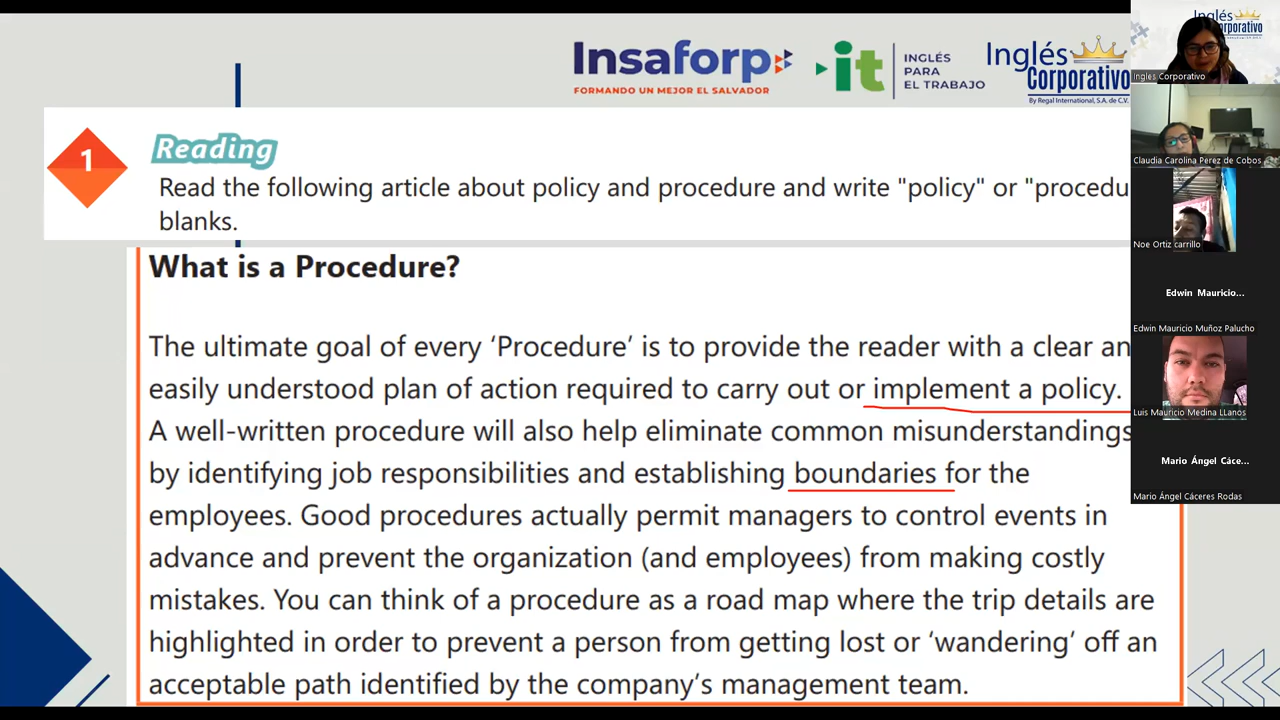 Insaforp
FORMANDO UN MEJOR EL SALVADOR
it
INGLÉS
PARA
EL TRABAJO
Inglés
Corporativo
By Regal International, S.A. de C.V.
1
Reading
Read the following article about policy and procedure and write "policy" or "procedu
blanks.
What is a Procedure?
The ultimate goal of every ‘Procedure’ is to provide the reader with a clear an
easily understood plan of action required to carry out or implement a policy.
A well-written procedure will also help eliminate common misunderstandings
by identifying job responsibilities and establishing boundaries for the
employees. Good procedures actually permit managers to control events in
advance and prevent the organization (and employees) from making costly
mistakes. You can think of a procedure as a road map where the trip details are
highlighted in order to prevent a person from getting lost or ‘wandering’ off an
acceptable path identified by the company’s management team.
Inglés
Corporativo
Ingles Corporativo
Claudia Carolina Perez de Cobos
Noe Ortiz carrillo
Edwin Mauricio...
Edwin Mauricio Muñoz Palucho
Luis Mauricio Medina LLanos
Mario Ángel Cáce...
Mario Ángel Cáceres Rodas